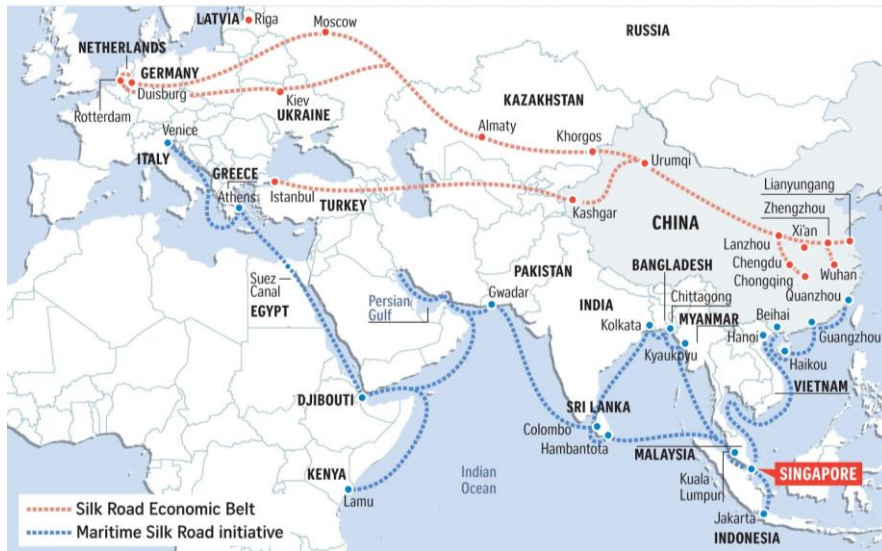 LATVIA
Riga
Moscow
RUSSIA
NETHERLANDS
GERMANY
Duisburg
Rotterdam
Kiev
UKRAINE
KAZAKHSTAN
Venice
Almaty
Khorgos
ITALY
Urumqi
GREECE
Athens
Istanbul
TURKEY
Kashgar
Lianyungang
Zhengzhou
CHINA
Xi'an
Lanzhou
Chengdu
Chongqing
Wuhan
Suez
Canal
EGYPT
Persian
Gulf
PAKISTAN
Gwadar
BANGLADESH
INDIA
Chittagong
Kolkata
MYANMAR
Kyaukpyu
Quanzhou
Beihai
Hanoi
Guangzhou
Haikou
VIETNAM
DJIBOUTI
SRI LANKA
Colombo
Hambantota
MALAYSIA
SINGAPORE
Kuala
Lumpur
KENYA
Lamu
Indian
Ocean
Jakarta
INDONESIA
Silk Road Economic Belt
Maritime Silk Road initiative